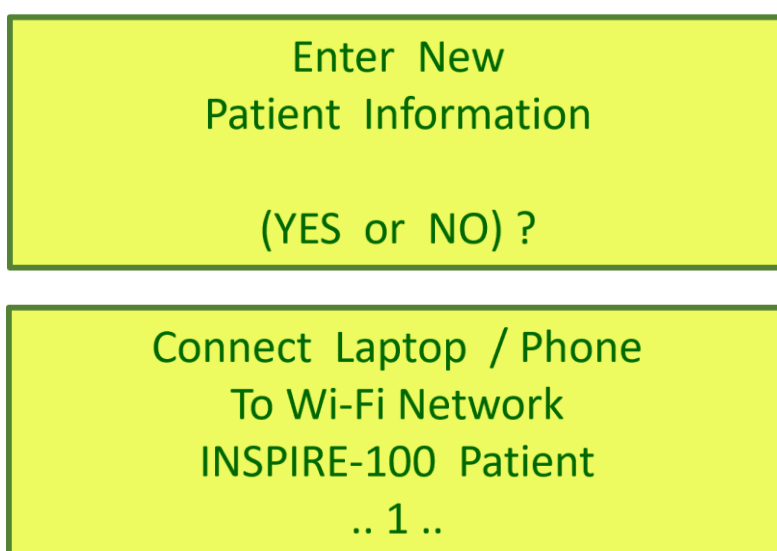 Enter New
Patient Information
(YES or NO) ?
Connect Laptop / Phone
To Wi-Fi Network
INSPIRE-100 Patient
.. 1 ..